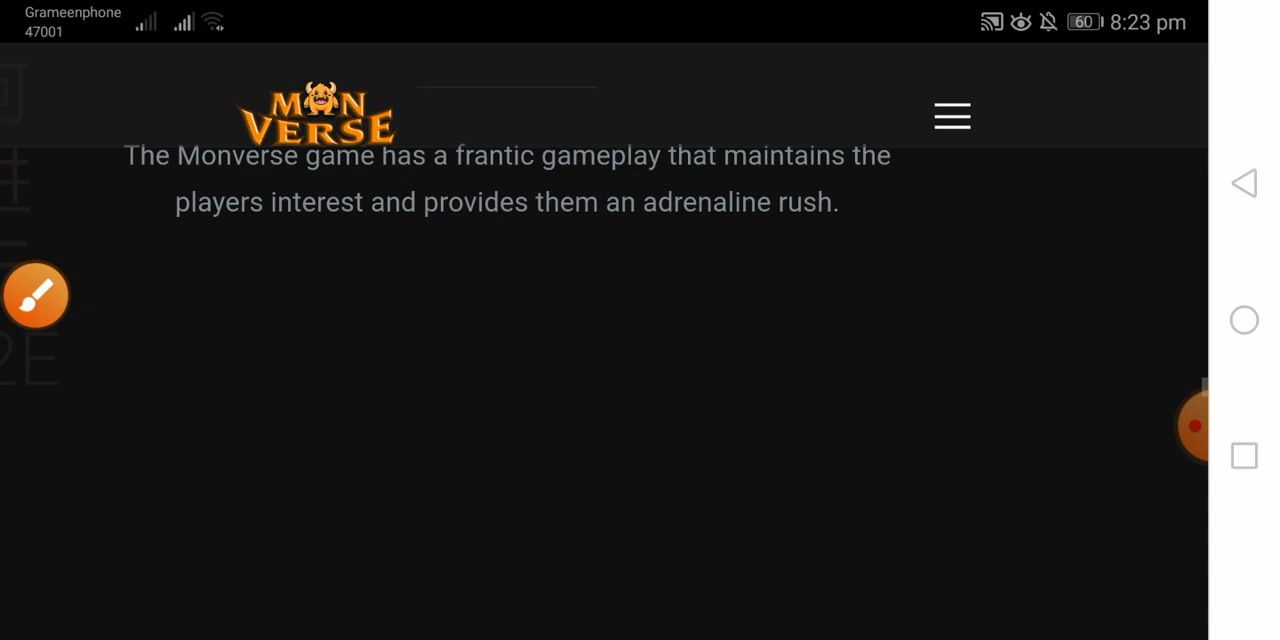 Grameenphone
47001
60 8:23 pm
MON
VERSE
The Monverse game has a frantic gameplay that maintains the
players interest and provides them an adrenaline rush.
2E